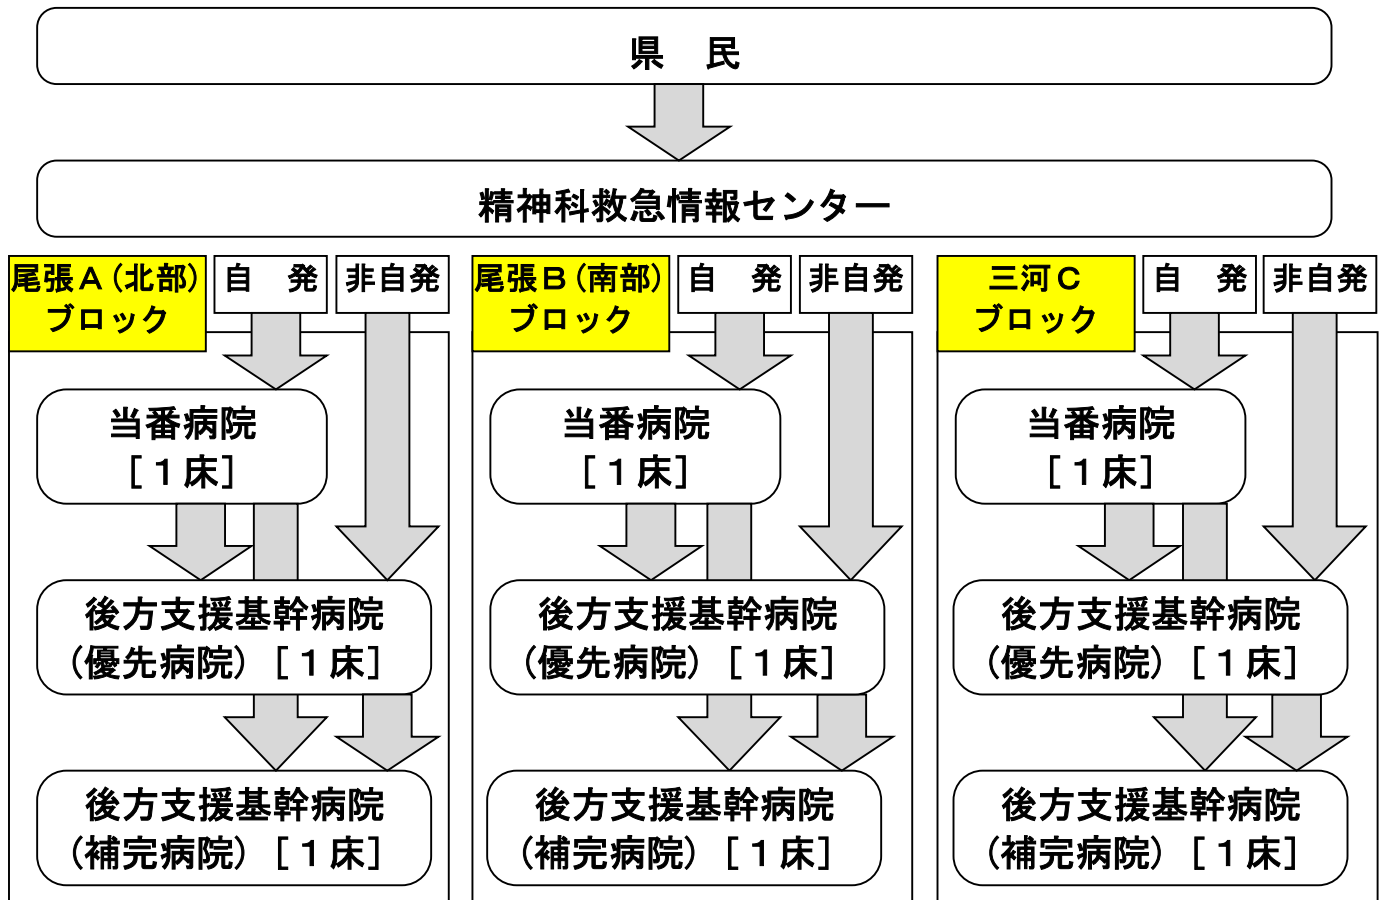 県　民
精神科救急情報センター
尾張Ａ（北部）
ブロック
自　発
非自発
当番病院
［１床］
後方支援基幹病院
（優先病院）［１床］
後方支援基幹病院
（補完病院）［１床］
尾張Ｂ（南部）
ブロック
自　発
非自発
当番病院
［１床］
後方支援基幹病院
（優先病院）［１床］
後方支援基幹病院
（補完病院）［１床］
三河Ｃ
ブロック
自　発
非自発
当番病院
［１床］
後方支援基幹病院
（優先病院）［１床］
後方支援基幹病院
（補完病院）［１床］